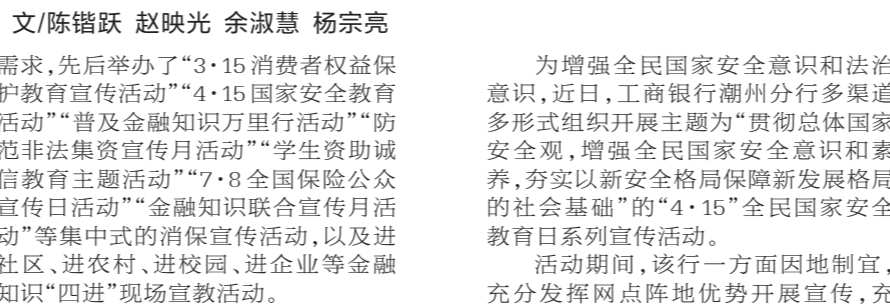 文/陈锴跃 赵映光 余淑慧 杨宗亮
需求,先后举办了“3·15消费者权益保
护教育宣传活动”“4·15国家安全教育
活动”“普及金融知识万里行活动”“防
范非法集资宣传月活动”“学生资助诚
信教育主题活动”“7·8全国保险公众
宣传日活动”“金融知识联合宣传月活
动”等集中式的消保宣传活动,以及进
社区、进农村、进校园、进企业等金融
知识“四进”现场宣教活动。
为增强全民国家安全意识和法治
意识,近日,工商银行潮州分行多渠道
多形式组织开展主题为“贯彻总体国家
安全观,增强全民国家安全意识和素
养,夯实以新安全格局保障新发展格局
的社会基础”的“4·15”全民国家安全
教育日系列宣传活动。
活动期间,该行一方面因地制宜,
充分发挥网点阵地优势开展宣传,充